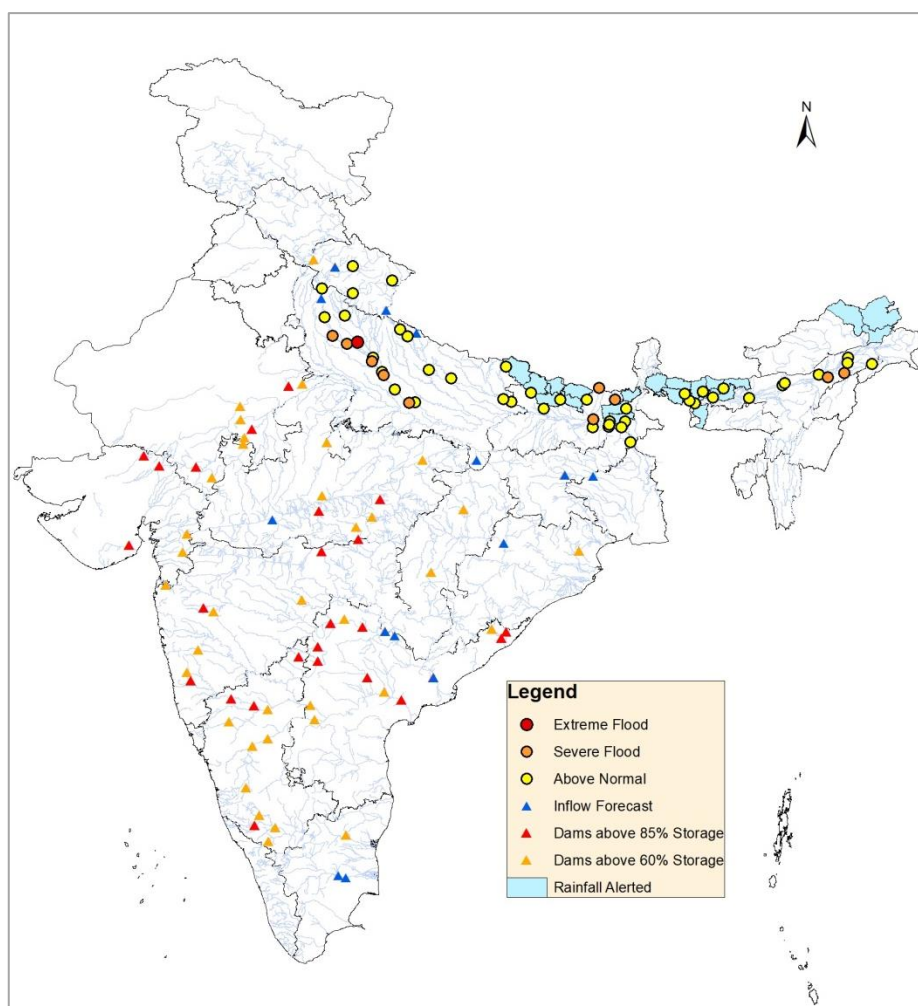 N
Legend
Extreme Flood
Severe Flood
Above Normal
Inflow Forecast
Dams above 85% Storage
Dams above 60% Storage
Rainfall Alerted